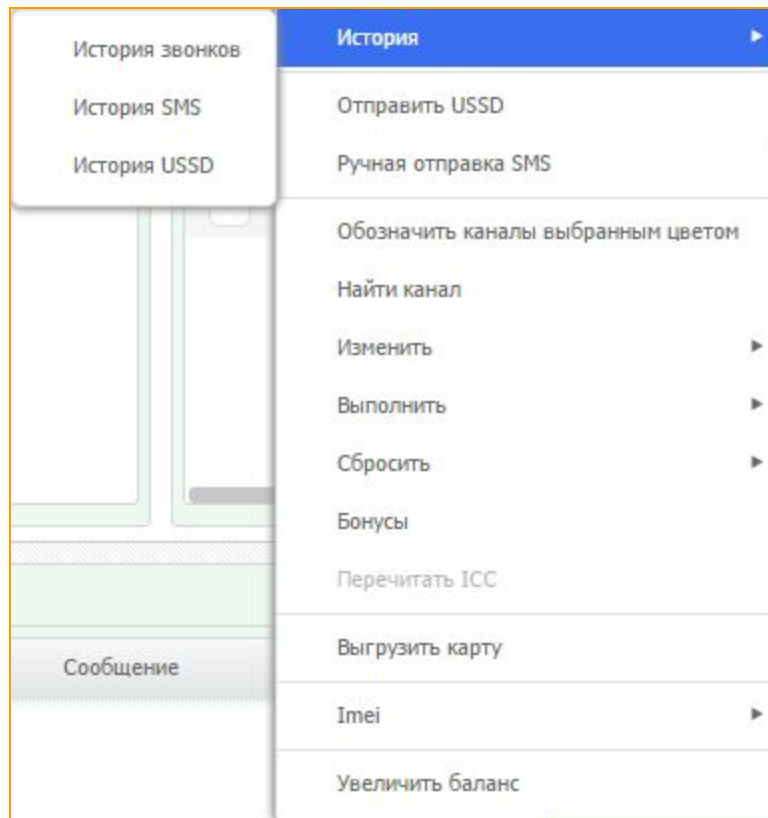 История звонков
История SMS
История USSD
История
Отправить USSD
Ручная отправка SMS
Обозначить каналы выбранным цветом
Найти канал
Изменить
Выполнить
Сбросить
Бонусы
Перечитать ICC
Выгрузить карту
Imei
Увеличить баланс
Сообщение